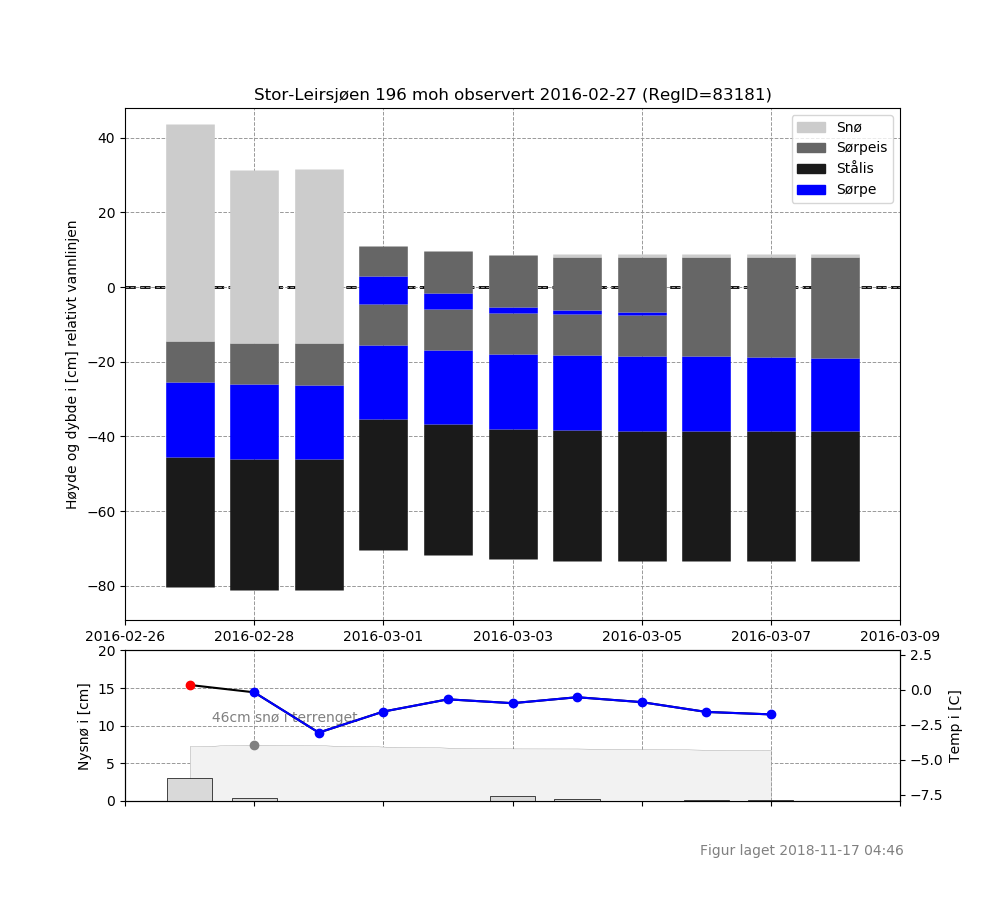 Stor-Leirsjøen 196 moh observert 2016-02-27 (RegID=83181)
Høyde og dybde i [cm] relativt vannlinjen
40
20
0
−20
−40
−60
−80
Snø
Sørpeis
Stålis
Sørpe
2016-02-26 2016-02-28 2016-03-01 2016-03-03 2016-03-05 2016-03-07 2016-03-09
Nysnø i [cm]
20
15
10
5
0
46cm snø i terrenget
2.5
0.0
−2.5
−5.0
−7.5
Temp i [C]
Figur laget 2018-11-17 04:46